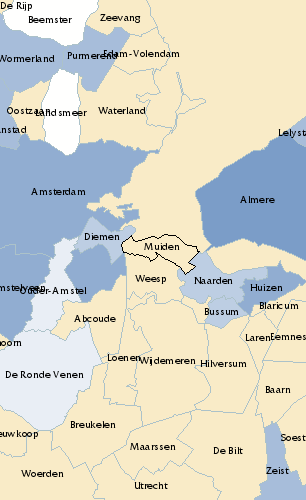 De Rijp
Zeevang
Beemster
Edam-Volendam
Wormerland
Purmerend
Oostzaan
Landsmeer
Waterland
anstad
Lelysta
Amsterdam
Almere
Diemen
Muiden
Weesp
Naarden
mstelveen
Ouder-Amstel
Huizen
Blaricum
Bussum
Abcoude
Laren
Eemnes
oorn
Loenen
Wijdemeren
Hilversum
De Ronde Venen
Baarn
Breukelen
euwkoop
Maarssen
De Bilt
Soest
Woerden
Zeist
Utrecht